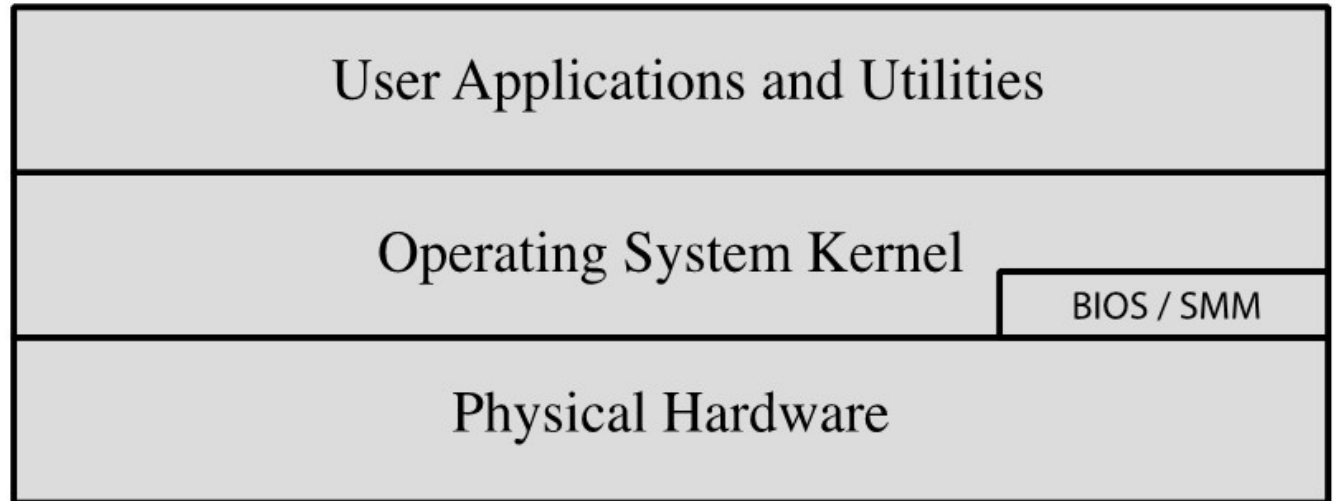 User Applications and Utilities
Operating System Kernel
BIOS / SMM
Physical Hardware